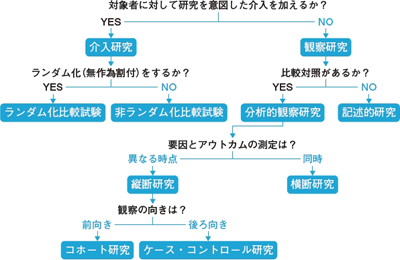 対象者に対して研究を意図した介入を加えるか?
YES NO
介入研究 観察研究
ランダム化(無作為割付)をするか? 比較対照があるか?
YES NO YES NO
ランダム化比較試験 非ランダム化比較試験 分析的観察研究 記述的研究
要因とアウトカムの測定は?
異なる時点 同時
縦断研究 横断研究
観察の向きは?
前向き 後ろ向き
コホート研究 ケース・コントロール研究